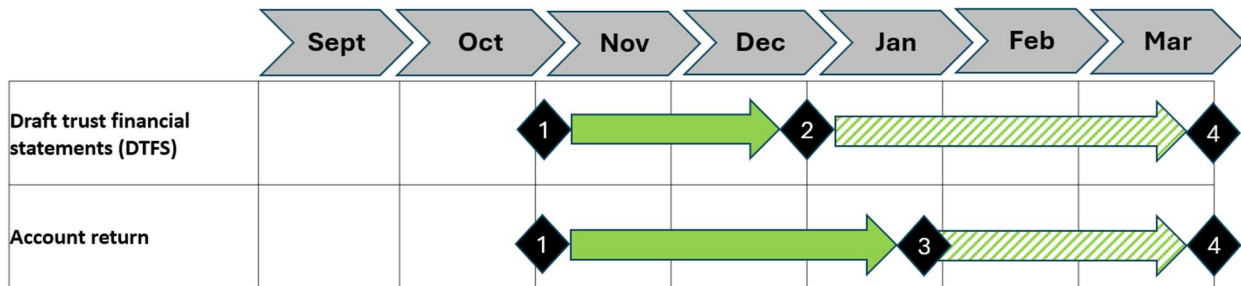 Sept Oct Nov Dec Jan Feb Mar
Draft trust financial
statements (DTFS)
1 2 4
Account return
1 3 4